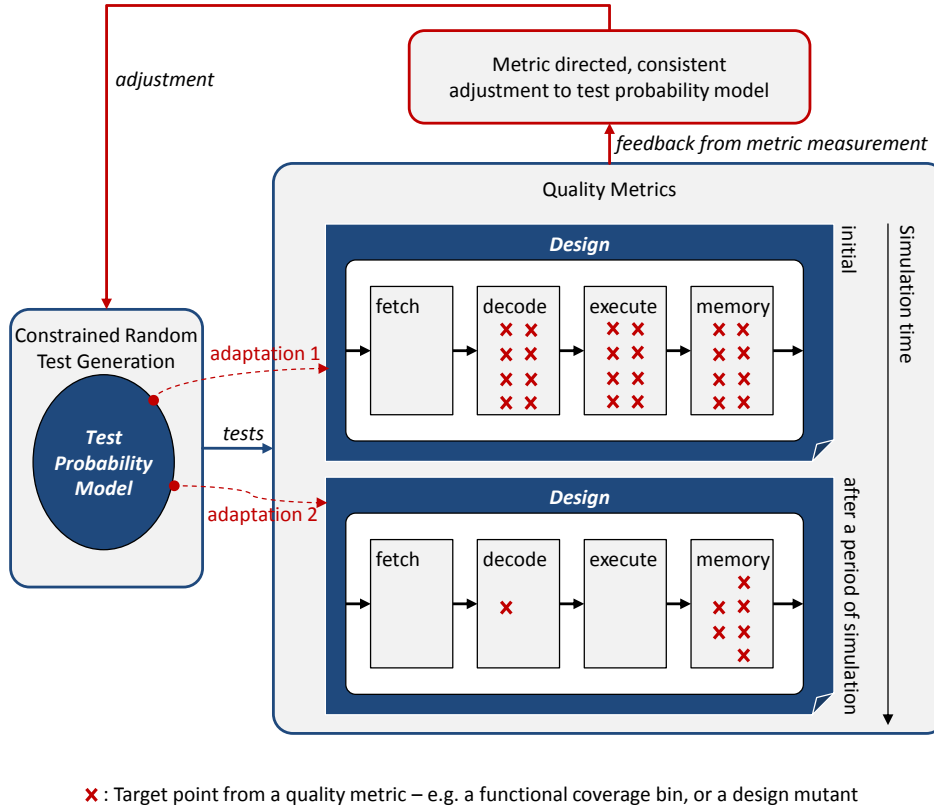 Metric directed, consistent
adjustment to test probability model
adjustment
feedback from metric measurement
Quality Metrics
Simulation time
initial
Design
fetch
decode
execute
memory
Constrained Random
Test Generation
adaptation 1
Test
Probability
Model
tests
adaptation 2
after a period of simulation
Design
fetch
decode
execute
memory
: Target point from a quality metric – e.g. a functional coverage bin, or a design mutant